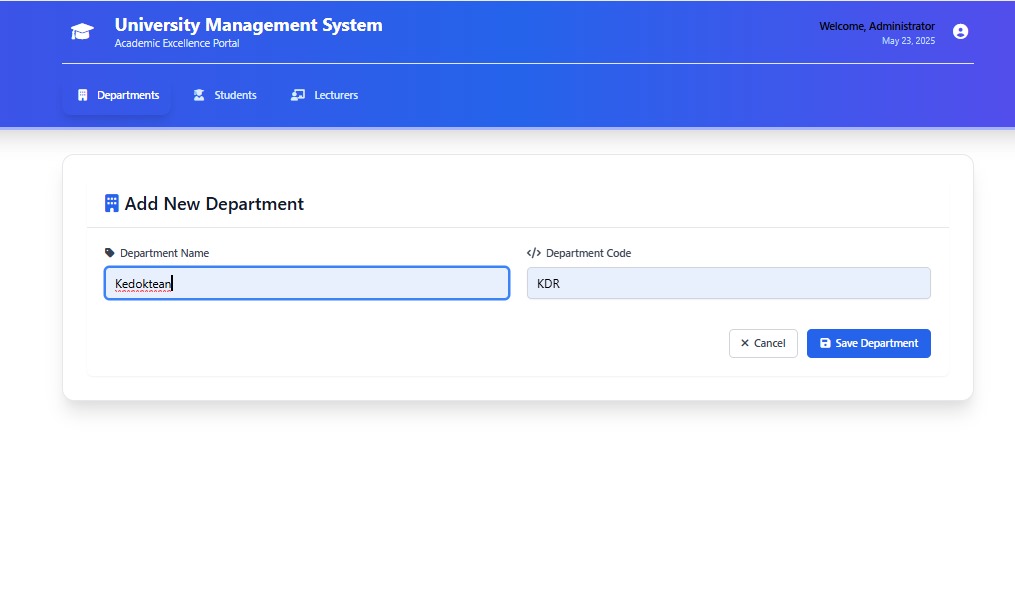 University Management System
Academic Excellence Portal
Welcome, Administrator
May 23, 2025
Departments
Students
Lecturers
Add New Department
Department Name
Department Code
Kedoktean
KDR
Cancel
Save Department